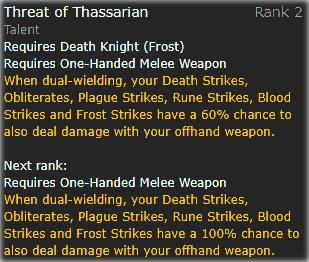 Threat of Thassarian Rank 2
Talent
Requires Death Knight (Frost)
Requires One-Handed Melee Weapon
When dual-wielding, your Death Strikes,
Obliterates, Plague Strikes, Rune Strikes, Blood
Strikes and Frost Strikes have a 60% chance to
also deal damage with your offhand weapon.
Next rank:
Requires One-Handed Melee Weapon
When dual-wielding, your Death Strikes,
Obliterates, Plague Strikes, Rune Strikes, Blood
Strikes and Frost Strikes have a 100% chance to
also deal damage with your offhand weapon.